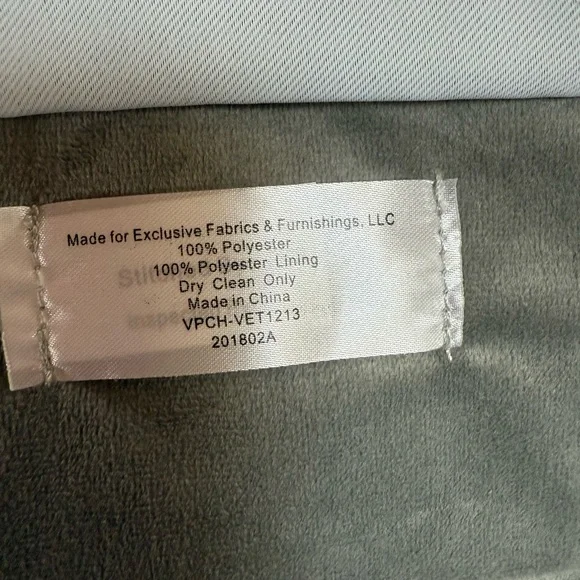 Made for Exclusive Fabrics & Furnishings, LLC
100% Polyester
100% Polyester Lining
Dry Clean Only
Made in China
VPCH-VET1213
201802A